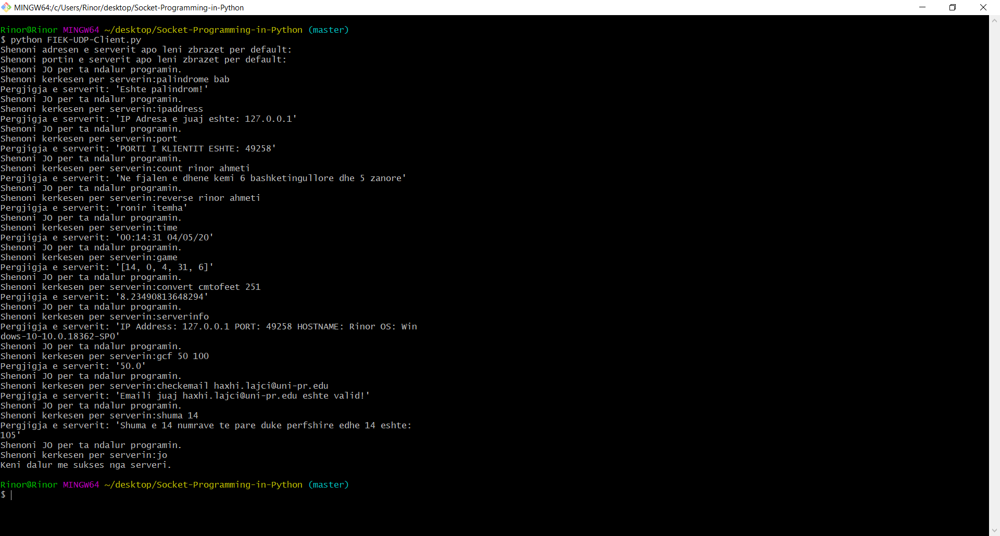 MINGW64:/c/Users/Rinor/desktop/Socket-Programming-in-Python
Rinor@Rinor MINGW64 ~/desktop/Socket-Programming-in-Python (master)
$ python FIEK-UDP-Client.py
Shenoni adresen e serverit apo leni zbrazet per default:
Shenoni portin e serverit apo leni zbrazet per default:
Shenoni JO per ta ndalur programin.
Shenoni kerkesen per serverin:palindrome bab
Pergjigja e serverit: 'Eshte palindrom!'
Shenoni JO per ta ndalur programin.
Shenoni kerkesen per serverin:ipaddress
Pergjigja e serverit: 'IP Adresa e juaj eshte: 127.0.0.1'
Shenoni JO per ta ndalur programin.
Shenoni kerkesen per serverin:port
Pergjigja e serverit: 'PORTI I KLIENTIT ESHTE: 49258'
Shenoni JO per ta ndalur programin.
Shenoni kerkesen per serverin:count rinor ahmeti
Pergjigja e serverit: 'Ne fjalen e dhene kemi 6 bashketingullore dhe 5 zanore'
Shenoni JO per ta ndalur programin.
Shenoni kerkesen per serverin:reverse rinor ahmeti
Pergjigja e serverit: 'ronir itemha'
Shenoni JO per ta ndalur programin.
Shenoni kerkesen per serverin:time
Pergjigja e serverit: '00:14:31 04/05/20'
Shenoni JO per ta ndalur programin.
Shenoni kerkesen per serverin:game
Pergjigja e serverit: '[14, 0, 4, 31, 6]'
Shenoni JO per ta ndalur programin.
Shenoni kerkesen per serverin:convert cmtofeet 251
Pergjigja e serverit: '8.23490813648294'
Shenoni JO per ta ndalur programin.
Shenoni kerkesen per serverin:serverinfo
Pergjigja e serverit: 'IP Address: 127.0.0.1 PORT: 49258 HOSTNAME: Rinor OS: Win
dows-10-10.0.18362-SP0'
Shenoni JO per ta ndalur programin.
Shenoni kerkesen per serverin:gcf 50 100
Pergjigja e serverit: '50.0'
Shenoni JO per ta ndalur programin.
Shenoni kerkesen per serverin:checkemail haxhi.lajci@uni-pr.edu
Pergjigja e serverit: 'Emaili juaj haxhi.lajci@uni-pr.edu eshte valid!'
Shenoni JO per ta ndalur programin.
Shenoni kerkesen per serverin:shuma 14
Pergjigja e serverit: 'Shuma e 14 numrave te pare duke perfshire edhe 14 eshte:
105'
Shenoni JO per ta ndalur programin.
Shenoni kerkesen per serverin:jo
Keni dalur me sukses nga serveri.
Rinor@Rinor MINGW64 ~/desktop/Socket-Programming-in-Python (master)
$